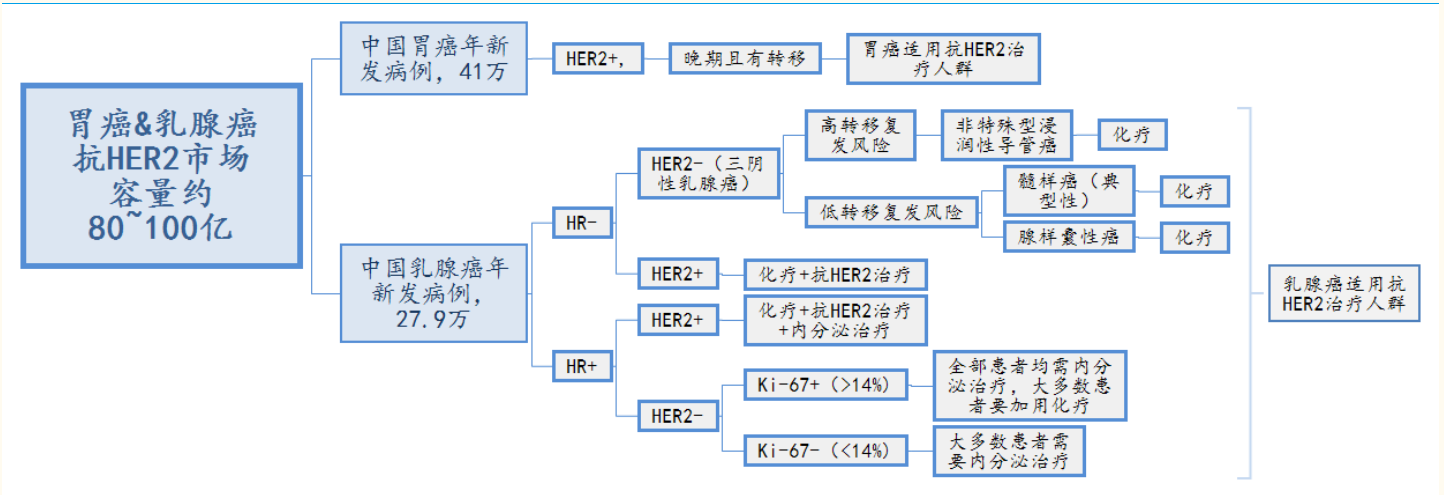 胃癌&乳腺癌
抗HER2市场
容量约
80~100亿
中国胃癌年新
发病例，41万
HER2+,
晚期且有转移
胃癌适用抗HER2治
疗人群
中国乳腺癌年
新发病例，
27.9万
HR-
HER2-（三阴
性乳腺癌）
高转移复
发风险
非特殊型浸
润性导管癌
化疗
低转移复发风险
髓样癌（典
型性）
化疗
腺样囊性癌
化疗
HER2+
化疗+抗HER2治疗
HR+
HER2+
化疗+抗HER2治疗
+内分泌治疗
HER2-
Ki-67+（>14%）
全部患者均需内分
泌治疗，大多数患
者要加用化疗
Ki-67-（<14%）
大多数患者需
要内分泌治疗
乳腺癌适用抗
HER2治疗人群